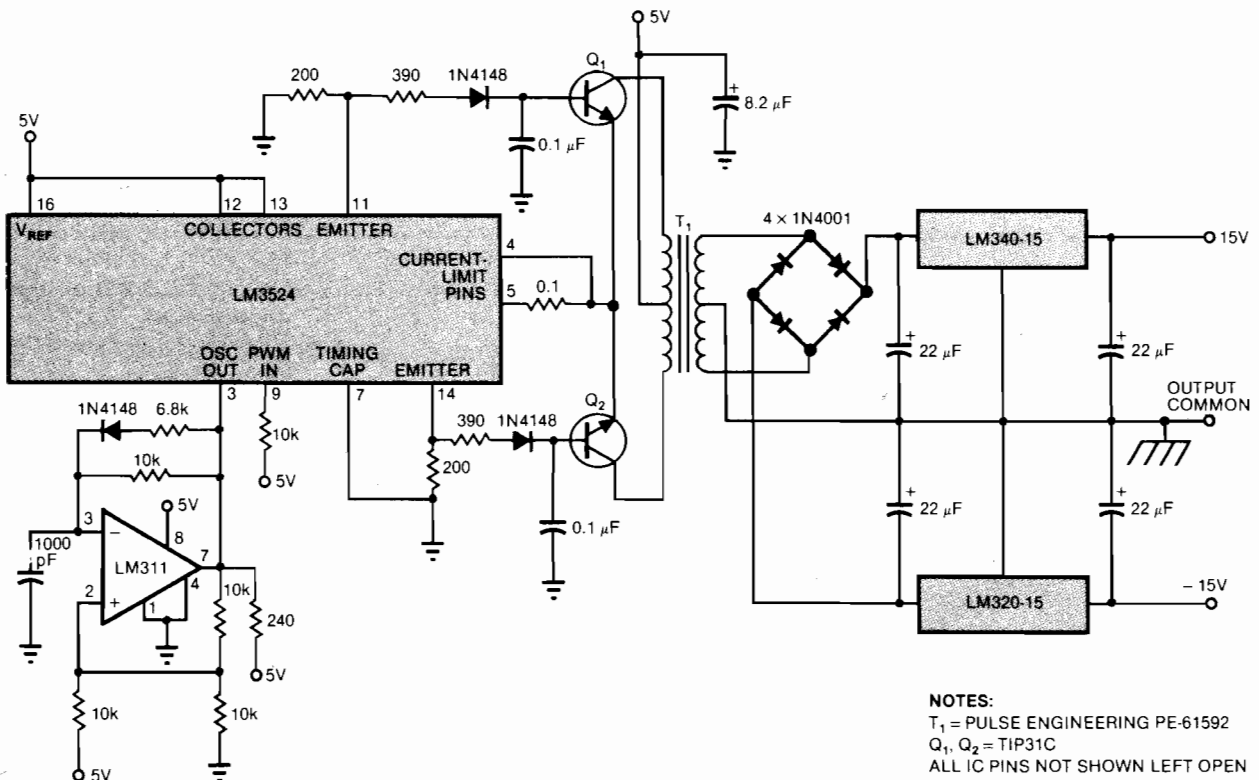 5V
Q1
200
390
1N4148
+
8.2 μF
5V
0.1 μF
16
12
13
11
VREF
COLLECTORS
EMITTER
4
T1
4 × 1N4001
LM340-15
15V
CURRENT-
LIMIT
PINS
5
0.1
LM3524
OSC
OUT
PWM
IN
TIMING
CAP
EMITTER
3
9
7
14
+
22 μF
+
22 μF
1N4148
6.8k
10k
10k
5V
390
1N4148
Q2
200
0.1 μF
OUTPUT
COMMON
+
22 μF
+
22 μF
5V
3
−
8
1000
pF
LM311
7
4
2
+
1
10k
240
5V
10k
5V
10k
LM320-15
− 15V
NOTES:
T1 = PULSE ENGINEERING PE-61592
Q1, Q2 = TIP31C
ALL IC PINS NOT SHOWN LEFT OPEN